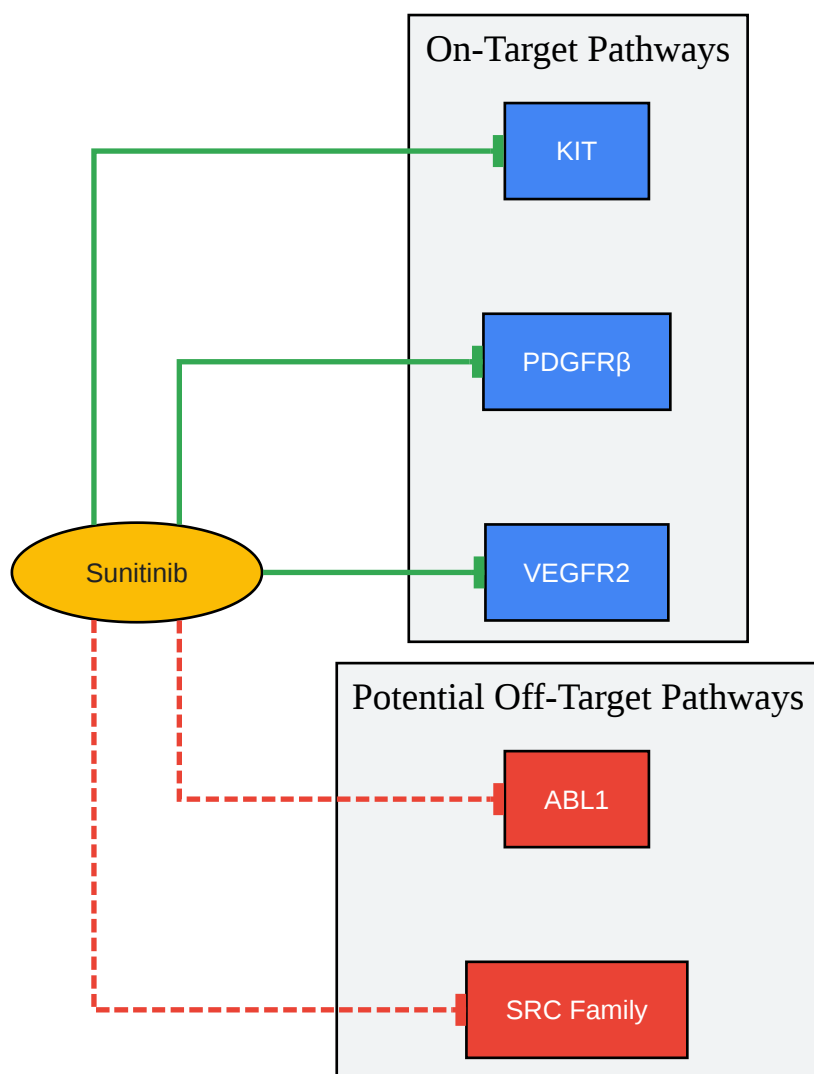 On-Target Pathways
KIT
PDGFRβ
Sunitinib
VEGFR2
Potential Off-Target Pathways
ABL1
SRC Family